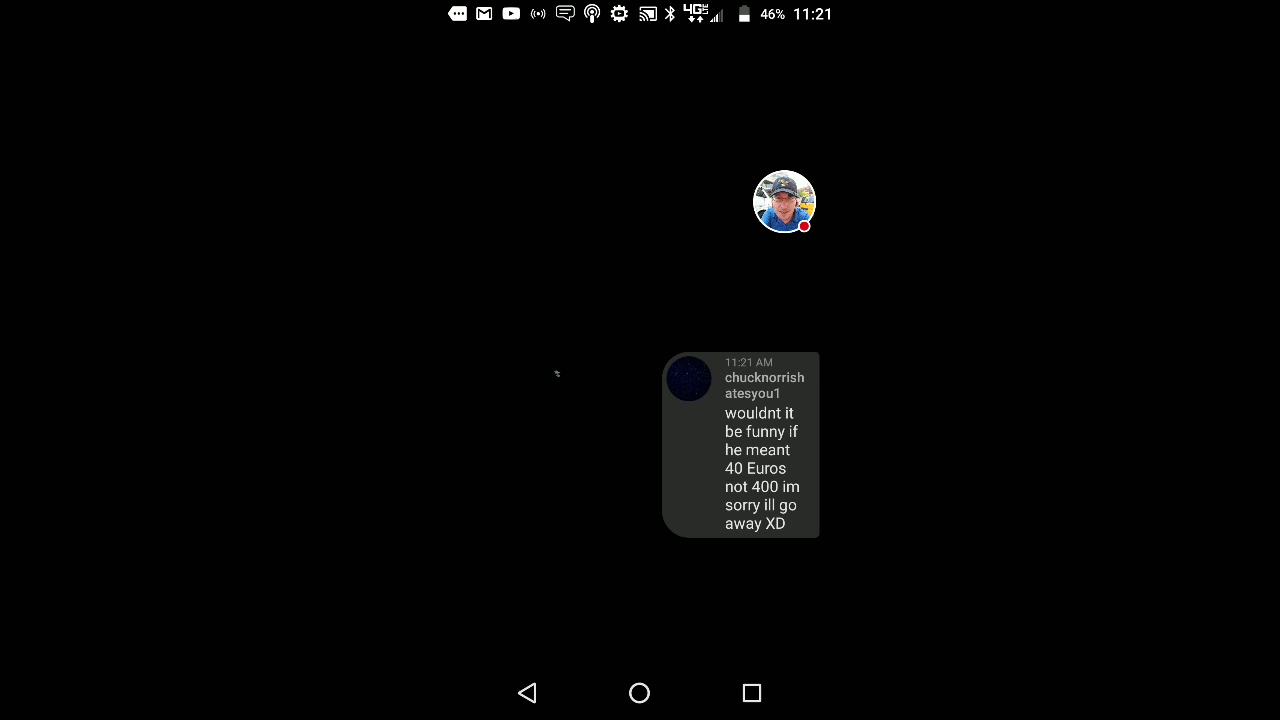 4G
46% 11:21
11:21 AM
chucknorrish
atesyou1
wouldnt it
be funny if
he meant
40 Euros
not 400 im
sorry ill go
away XD